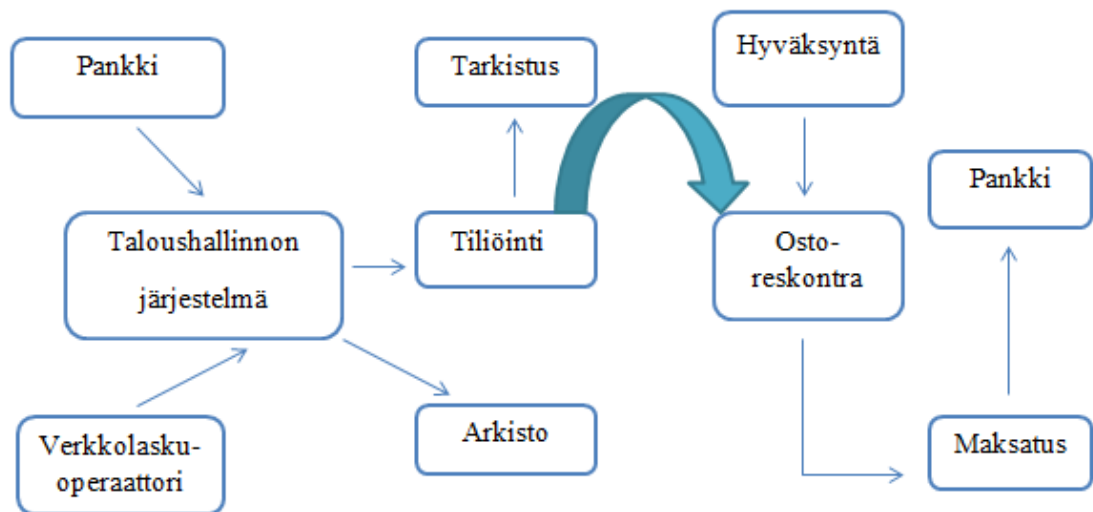 Pankki
Tarkistus
Hyväksyntä
Pankki
Taloushallinnon
järjestelmä
Tiliöinti
Osto-
reskontra
Verkkolasku-
operaattori
Arkisto
Maksatus